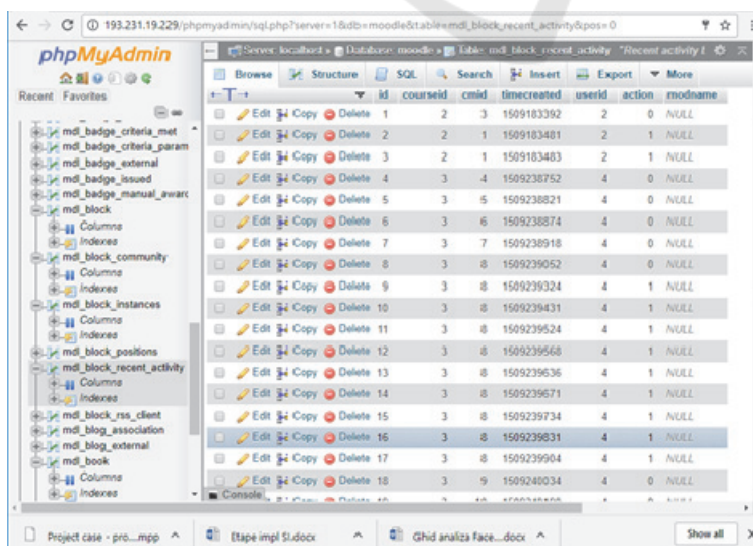 193.231.19.229/phpmyadmin/sql.php?server=1&db=moodle&table=mdl_block_recent_activity&pos=0
phpMyAdmin
Recent Favorites
mdl_badge_criteria_met
mdl_badge_criteria_param
mdl_badge_external
mdl_badge_issued
mdl_badge_manual_award
mdl_block
Columns
Indexes
mdl_block_community
Columns
Indexes
mdl_block_instances
Columns
Indexes
mdl_block_positions
mdl_block_recent_activity
Columns
Indexes
mdl_block_rss_client
mdl_blog_association
mdl_blog_external
mdl_book
Columns
Indexes
Server: localhost » Database: moodle » Table: mdl_block_recent_activity "Recent activity b
Browse Structure SQL Search Insert Export More
id courseid cmid timecreated userid action modname
Edit Copy Delete 1 2 3 1509183392 2 0 NULL
Edit Copy Delete 2 2 1 1509183481 2 1 NULL
Edit Copy Delete 3 2 1 1509183483 2 1 NULL
Edit Copy Delete 4 3 4 1509238752 4 0 NULL
Edit Copy Delete 5 3 5 1509238821 4 0 NULL
Edit Copy Delete 6 3 6 1509238874 4 0 NULL
Edit Copy Delete 7 3 7 1509238918 4 0 NULL
Edit Copy Delete 8 3 8 1509239052 4 0 NULL
Edit Copy Delete 9 3 8 1509239324 4 1 NULL
Edit Copy Delete 10 3 8 1509239431 4 1 NULL
Edit Copy Delete 11 3 8 1509239524 4 1 NULL
Edit Copy Delete 12 3 8 1509239568 4 1 NULL
Edit Copy Delete 13 3 8 1509239636 4 1 NULL
Edit Copy Delete 14 3 8 1509239671 4 1 NULL
Edit Copy Delete 15 3 8 1509239734 4 1 NULL
Edit Copy Delete 16 3 8 1509239831 4 1 NULL
Edit Copy Delete 17 3 8 1509239904 4 1 NULL
Edit Copy Delete 18 3 9 1509240034 4 0 NULL
Console
Project case - pro....mpp
Etape impl SI.docx
Ghid analiza Face....docx
Show all